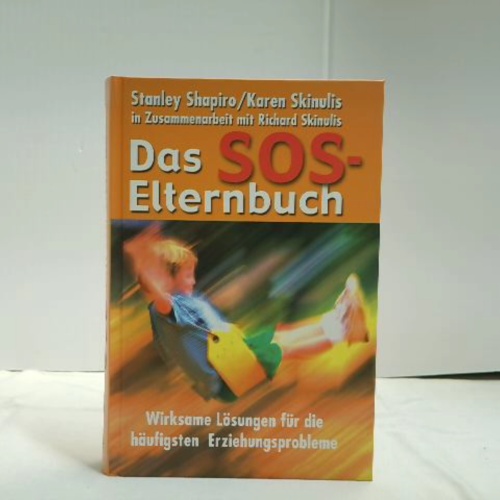 Stanley Shapiro/Karen Skinulis
in Zusammenarbeit mit Richard Skinulis
Das SOS-
Elternbuch
Wirksame Lösungen für die
häufigsten Erziehungsprobleme